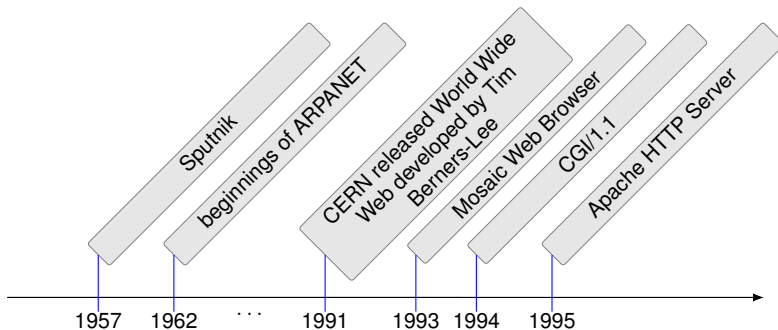 Sputnik
beginnings of ARPANET
CERN released World Wide
Web developed by Tim
Berners-Lee
Mosaic Web Browser
CGI/1.1
Apache HTTP Server
1957 1962 ... 1991 1993 1994 1995